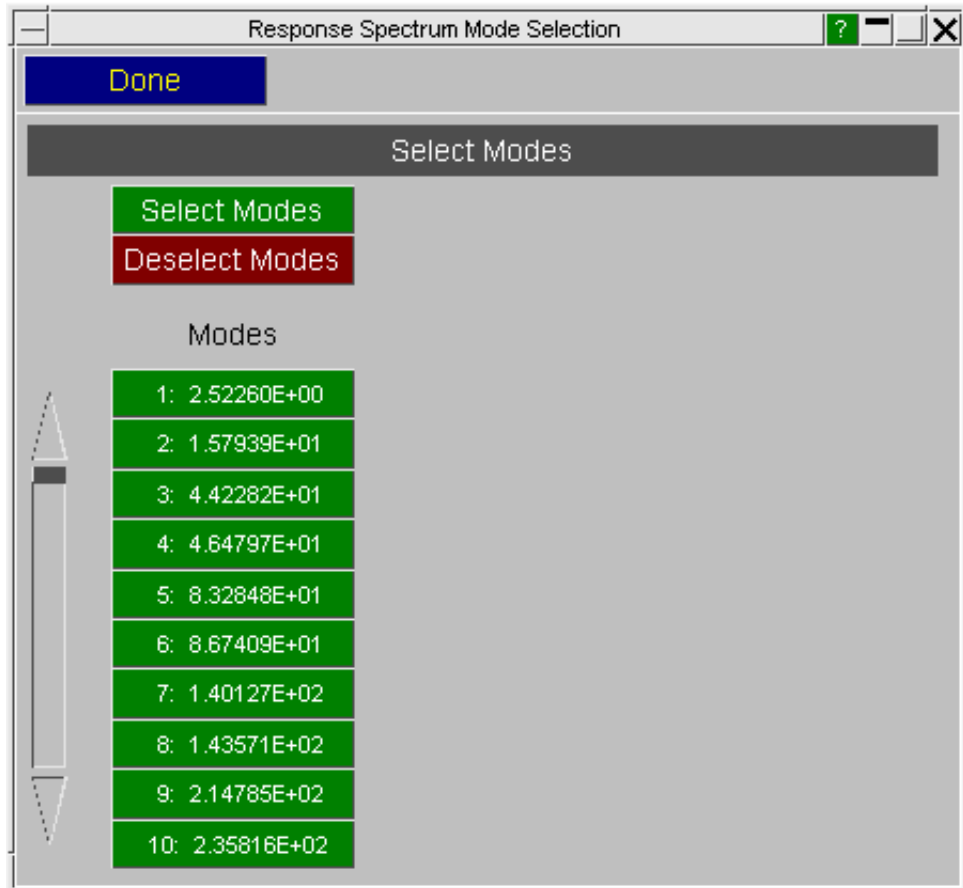 Response Spectrum Mode Selection ?
Done
Select Modes
Select Modes
Deselect Modes
Modes
1: 2.52260E+00
2: 1.57939E+01
3: 4.42282E+01
4: 4.64797E+01
5: 8.32848E+01
6: 8.67409E+01
7: 1.40127E+02
8: 1.43571E+02
9: 2.14785E+02
10: 2.35816E+02